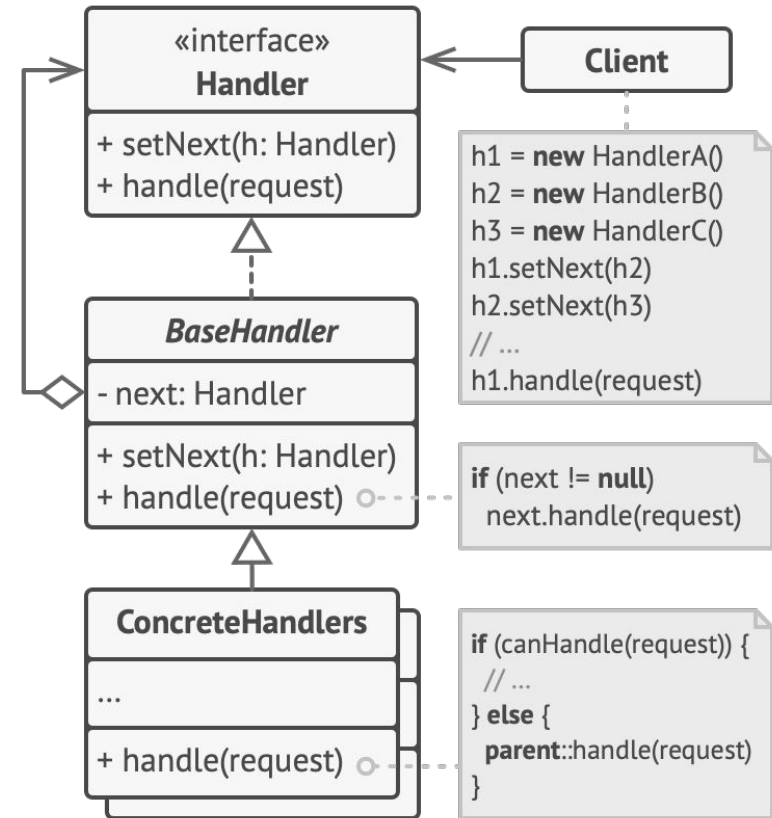 «interface»
Handler
+ setNext(h: Handler)
+ handle(request)
Client
h1 = new HandlerA()
h2 = new HandlerB()
h3 = new HandlerC()
h1.setNext(h2)
h2.setNext(h3)
// ...
h1.handle(request)
BaseHandler
- next: Handler
+ setNext(h: Handler)
+ handle(request)
if (next != null)
next.handle(request)
ConcreteHandlers
...
+ handle(request)
if (canHandle(request)) {
// ...
} else {
parent::handle(request)
}